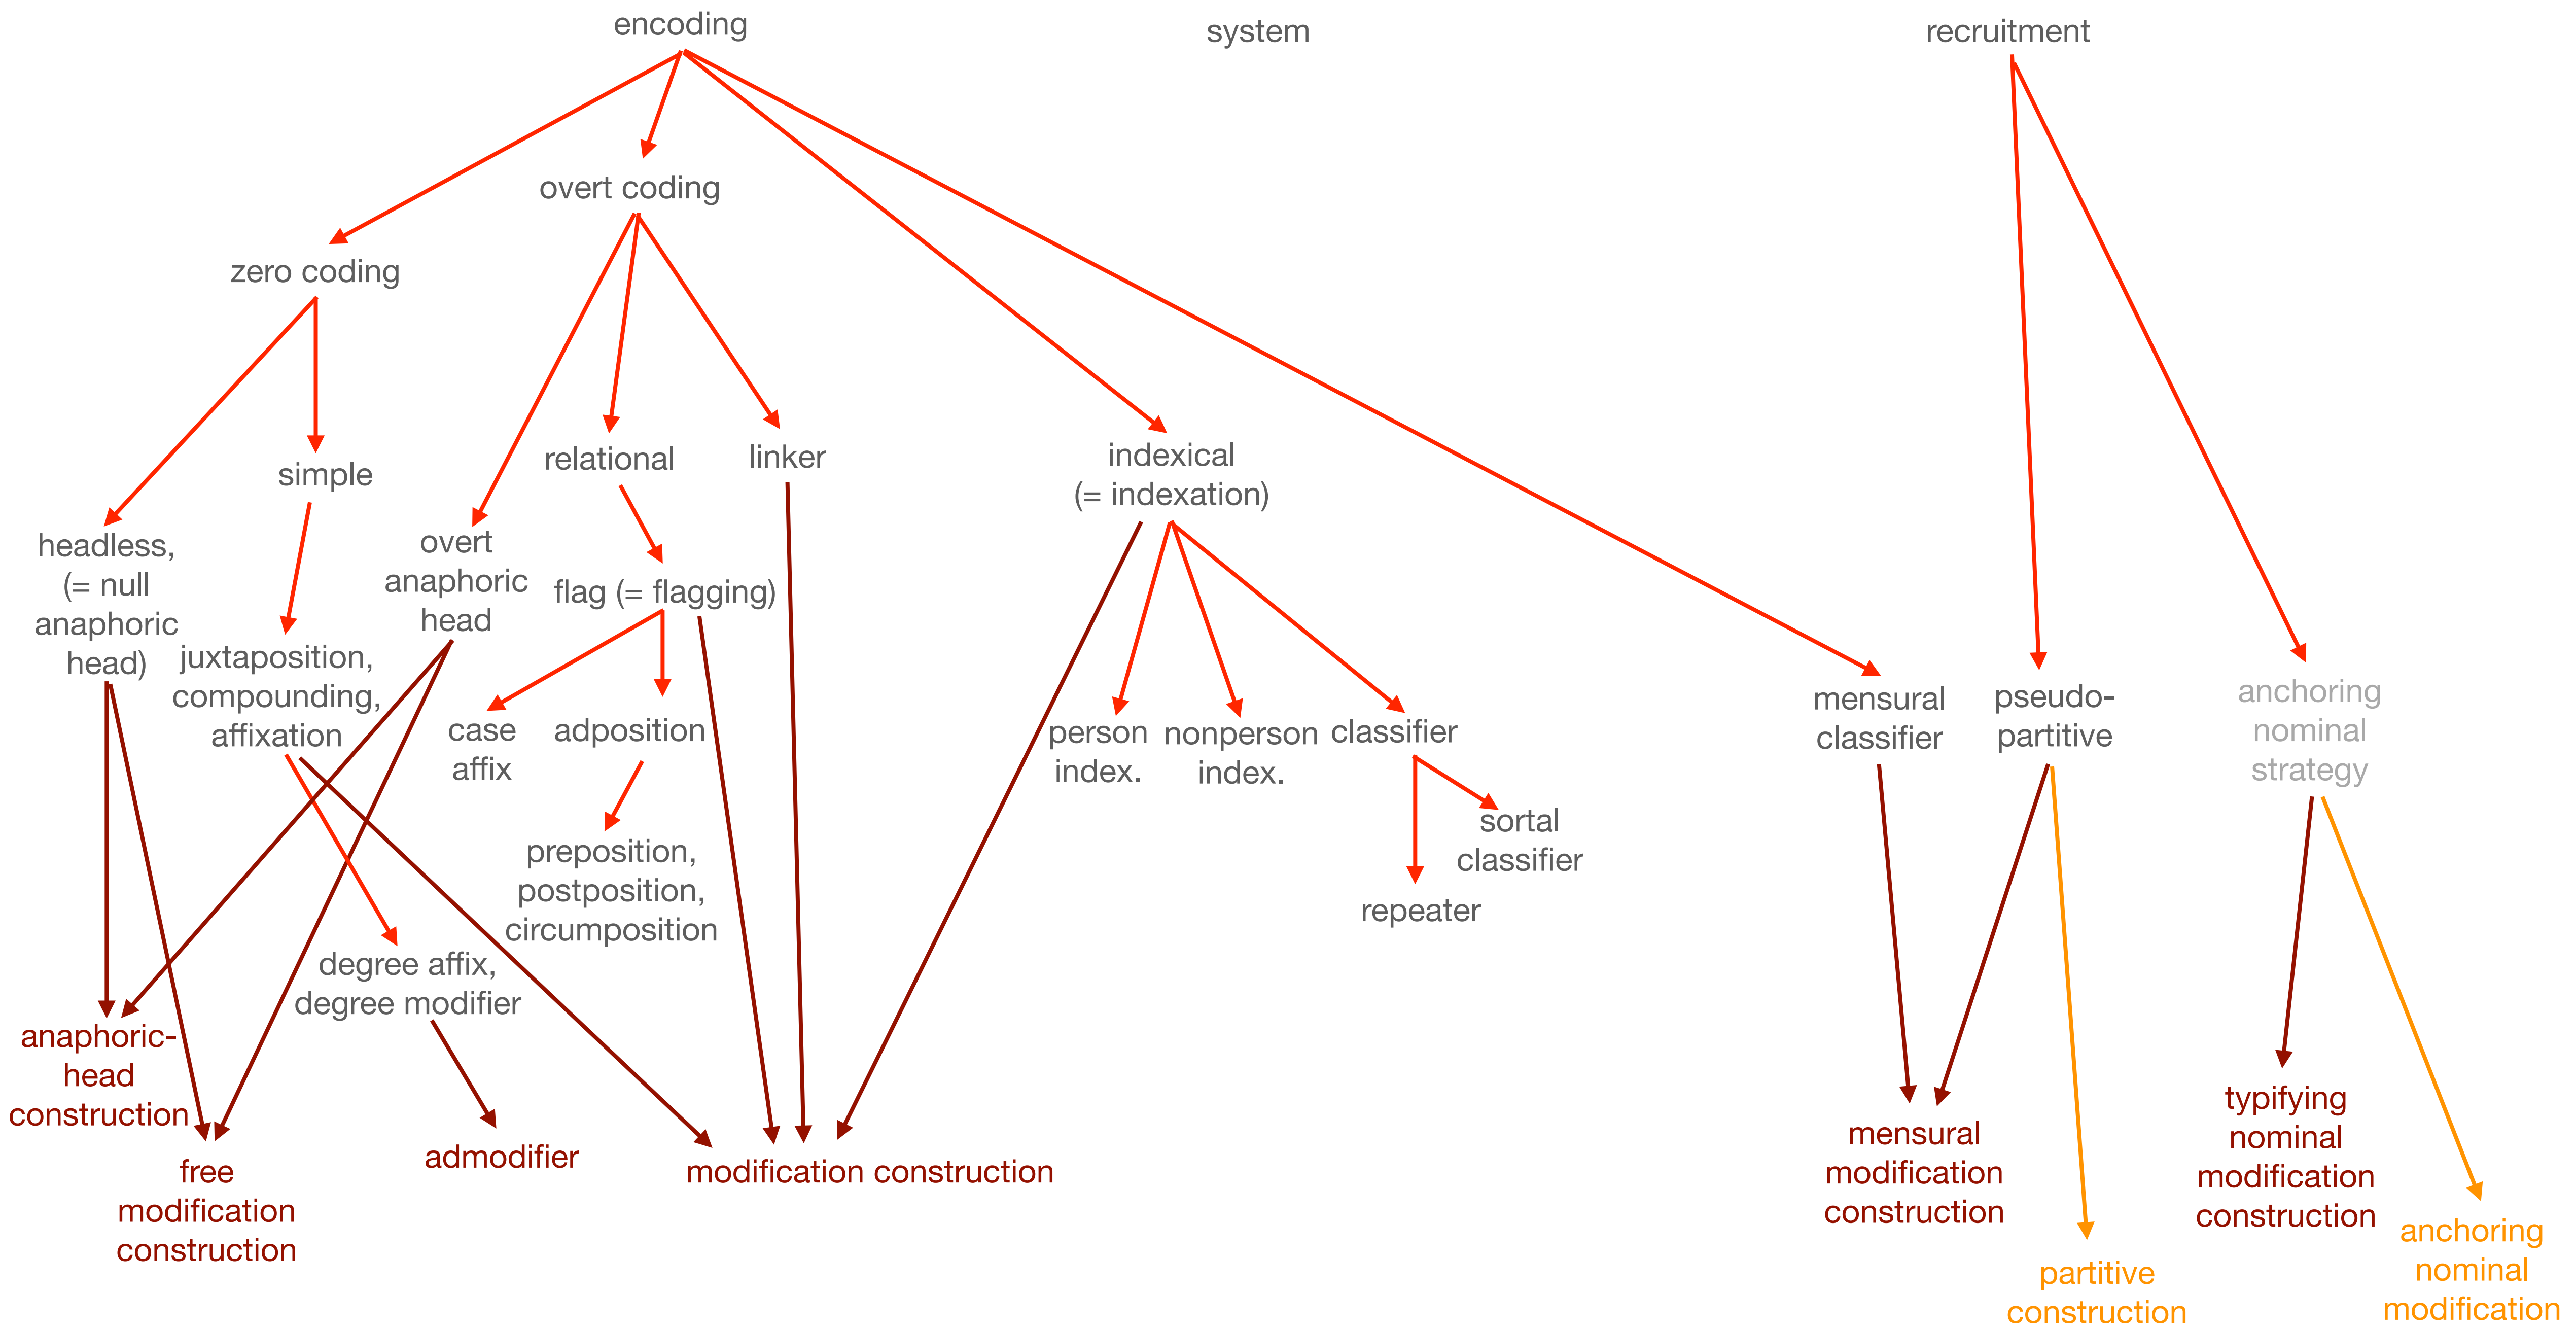 encoding
system
recruitment
overt coding
zero coding
simple
relational
linker
indexical
(= indexation)
headless,
(= null
anaphoric
head)
overt
anaphoric
head
flag (= flagging)
juxtaposition,
compounding,
affixation
case
affix
adposition
person
index.
nonperson
index.
classifier
mensural
classifier
pseudo-
partitive
anchoring
nominal
strategy
preposition,
postposition,
circumposition
sortal
classifier
repeater
degree affix,
degree modifier
anaphoric-
head
construction
free
modification
construction
admodifier
modification construction
mensural
modification
construction
typifying
nominal
modification
construction
partitive
construction
anchoring
nominal
modification